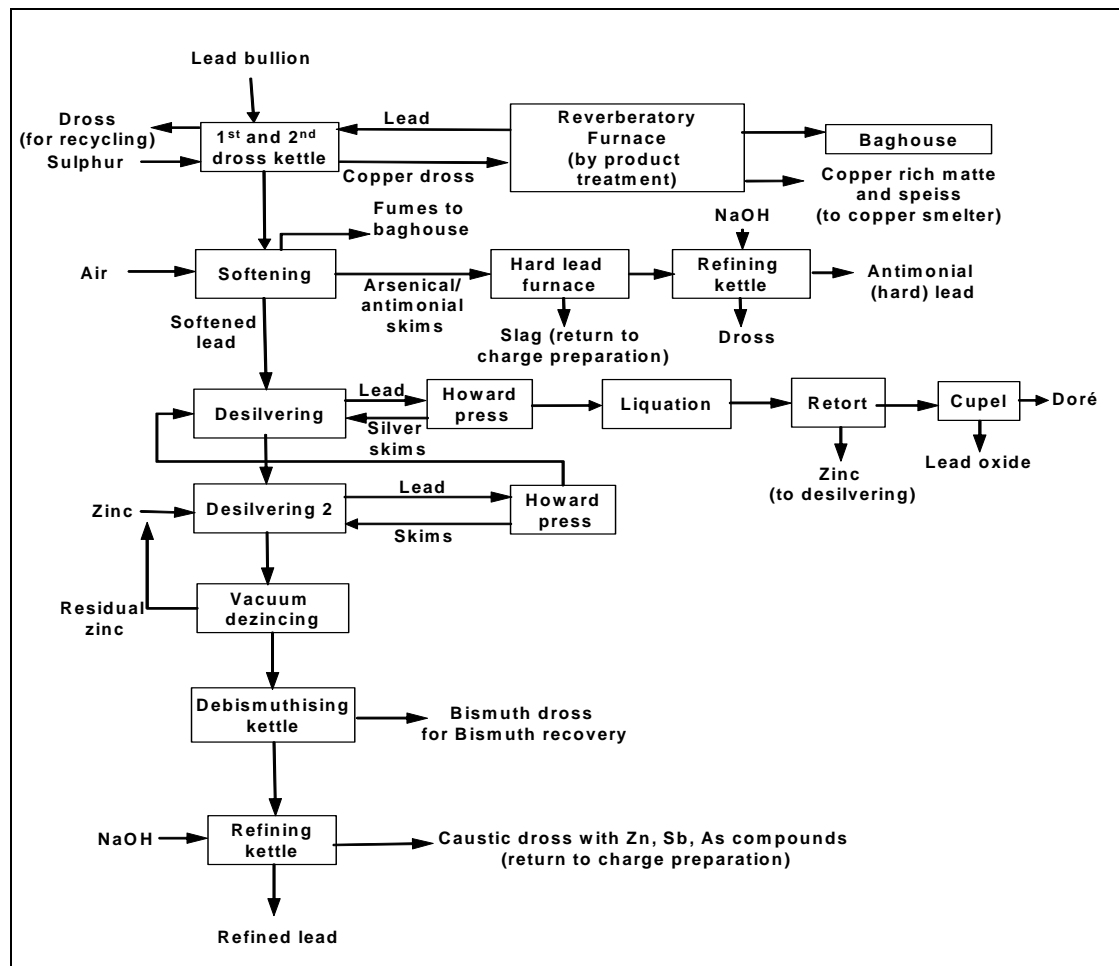 Lead bullion
Dross
(for recycling)
Sulphur
1st and 2nd
dross kettle
Lead
Copper dross
Reverberatory
Furnace
(by product
treatment)
Baghouse
Copper rich matte
and speiss
(to copper smelter)
Fumes to
baghouse
NaOH
Air
Softening
Arsenical/
antimonial
skims
Hard lead
furnace
Refining
kettle
Antimonial
(hard) lead
Softened
lead
Slag (return to
charge preparation)
Dross
Desilvering
Lead
Silver
skims
Howard
press
Liquation
Retort
Cupel
Doré
Zinc
(to desilvering)
Lead oxide
Zinc
Desilvering 2
Lead
Skims
Howard
press
Residual
zinc
Vacuum
dezincing
Debismuthising
kettle
Bismuth dross
for Bismuth recovery
NaOH
Refining
kettle
Caustic dross with Zn, Sb, As compounds
(return to charge preparation)
Refined lead